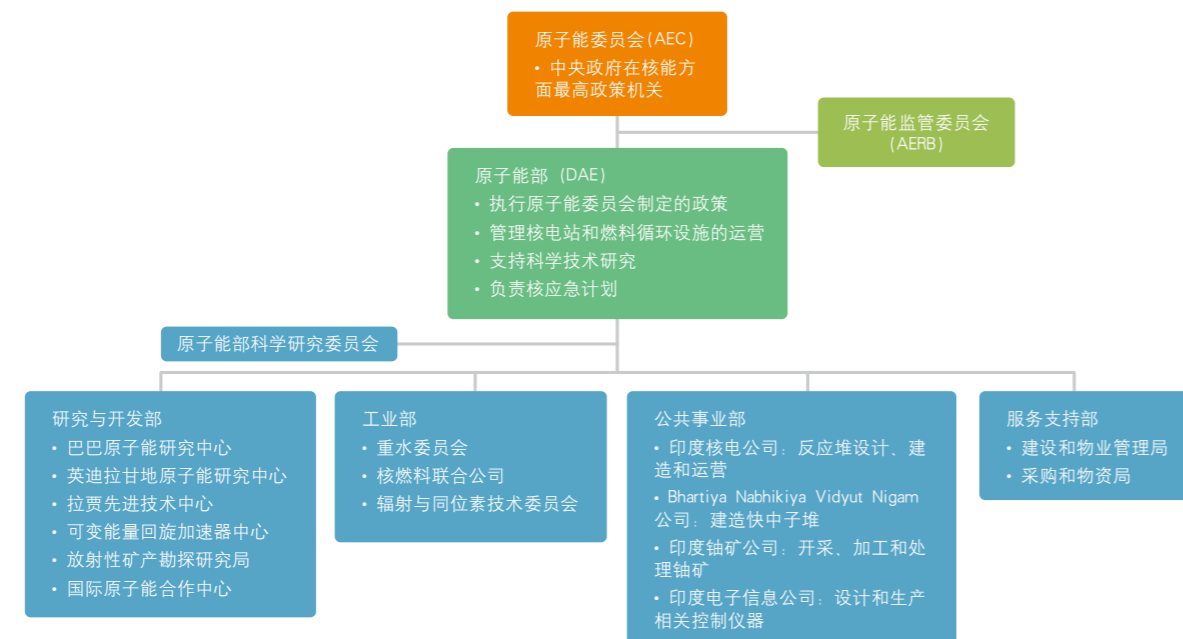 原子能委员会(AEC)
• 中央政府在核能方
面最高政策机关
原子能监管委员会
(AERB)
原子能部 (DAE)
• 执行原子能委员会制定的政策
• 管理核电站和燃料循环设施的运营
• 支持科学技术研究
• 负责核应急计划
原子能部科学研究委员会
研究与开发部
• 巴巴原子能研究中心
• 英迪拉甘地原子能研究中心
• 拉贾先进技术中心
• 可变能量回旋加速器中心
• 放射性矿产勘探研究局
• 国际原子能合作中心
工业部
• 重水委员会
• 核燃料联合公司
• 辐射与同位素技术委员会
公共事业部
• 印度核电公司：反应堆设计、建
造和运营
• Bhartiya Nabhikiya Vidyut Nigam
公司：建造快中子堆
• 印度铀矿公司：开采、加工和处
理铀矿
• 印度电子信息公司：设计和生产
相关控制仪器
服务支持部
• 建设和物业管理局
• 采购和物资局